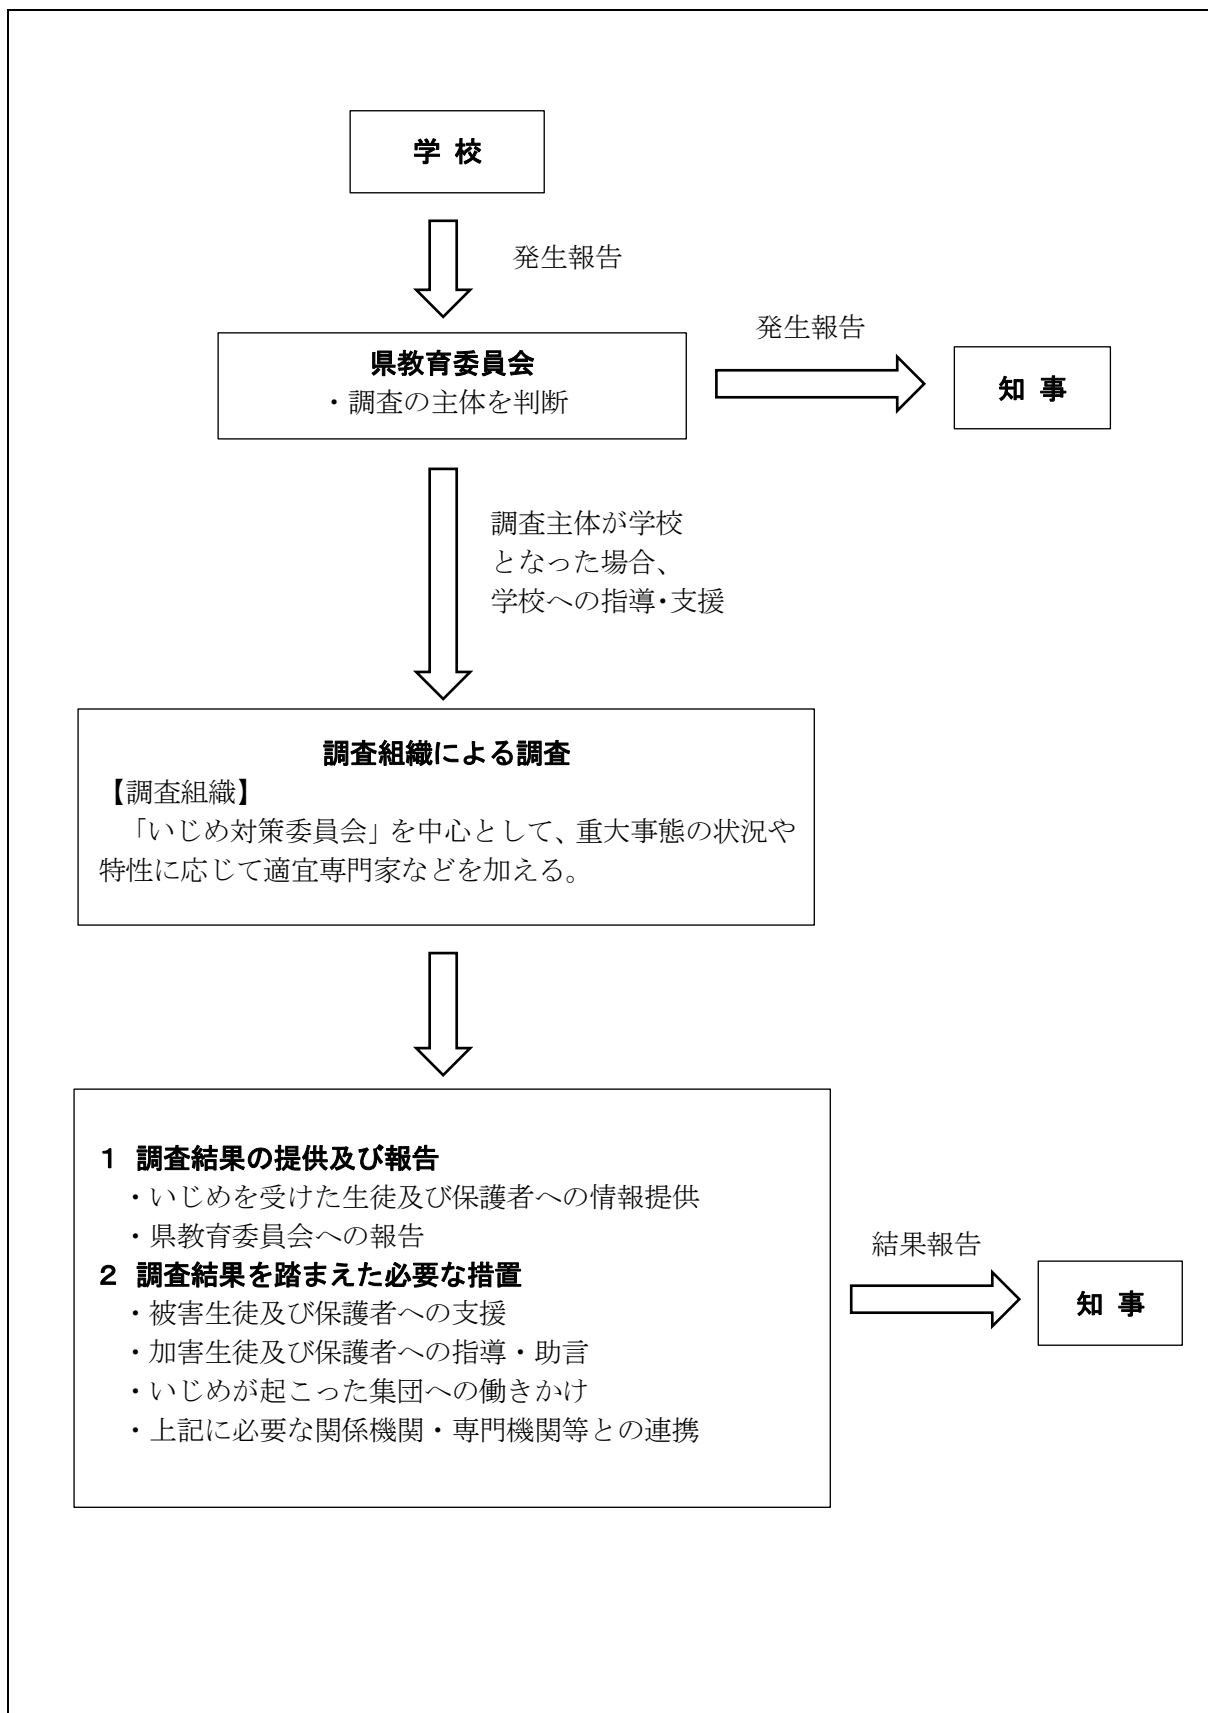 学 校
発生報告
県教育委員会
・調査の主体を判断
発生報告
知 事
調査主体が学校
となった場合、
学校への指導・支援
調査組織による調査
【調査組織】
「いじめ対策委員会」を中心として、重大事態の状況や
特性に応じて適宜専門家などを加える。
1 調査結果の提供及び報告
・いじめを受けた生徒及び保護者への情報提供
・県教育委員会への報告
2 調査結果を踏まえた必要な措置
・被害生徒及び保護者への支援
・加害生徒及び保護者への指導・助言
・いじめが起こった集団への働きかけ
・上記に必要な関係機関・専門機関等との連携
結果報告
知 事